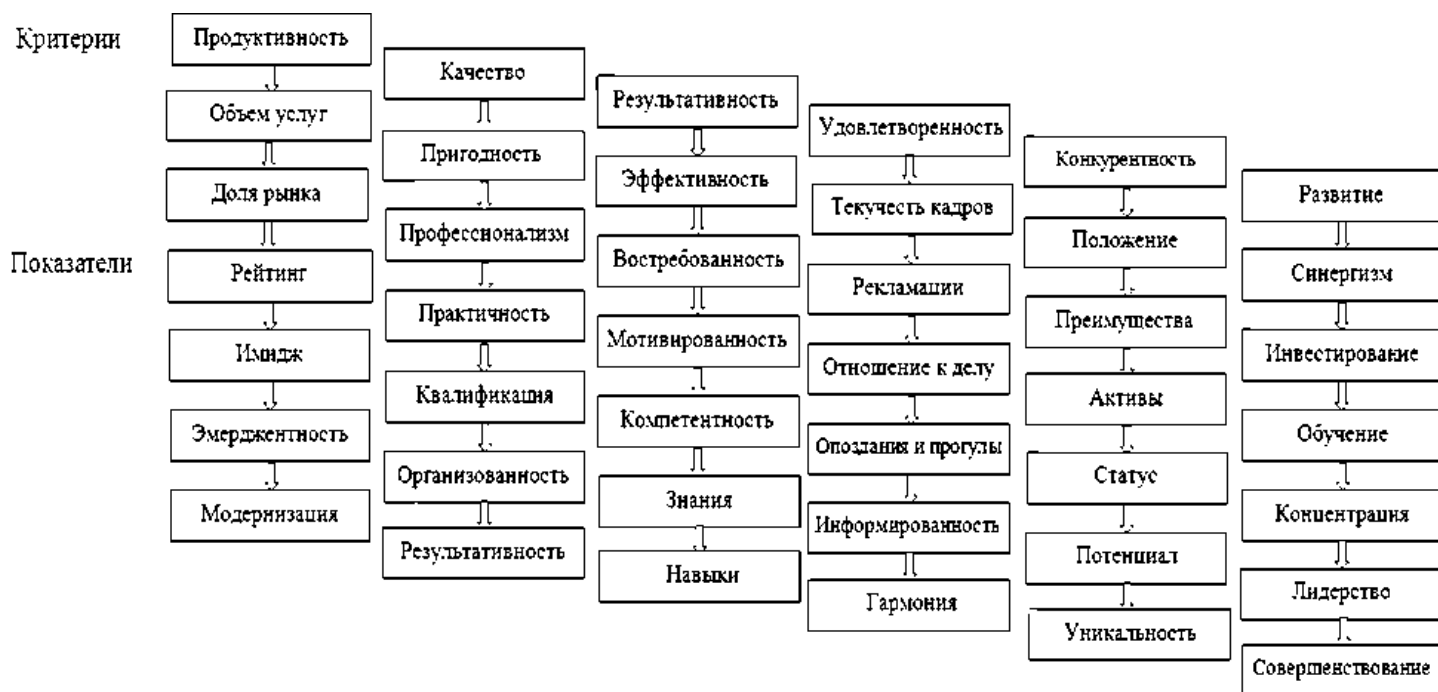 Критерии
Показатели
Продуктивность
Объем услуг
Доля рынка
Рейтинг
Имидж
Эмерджентность
Модернизация
Качество
Пригодность
Профессионализм
Практичность
Квалификация
Организованность
Результативность
Результативность
Эффективность
Востребованность
Мотивированность
Компетентность
Знания
Навыки
Удовлетворенность
Текучесть кадров
Рекламации
Отношение к делу
Опоздания и прогулы
Информированность
Гармония
Конкурентность
Положение
Преимущества
Активы
Статус
Потенциал
Уникальность
Развитие
Синергизм
Инвестирование
Обучение
Концентрация
Лидерство
Совершенствование